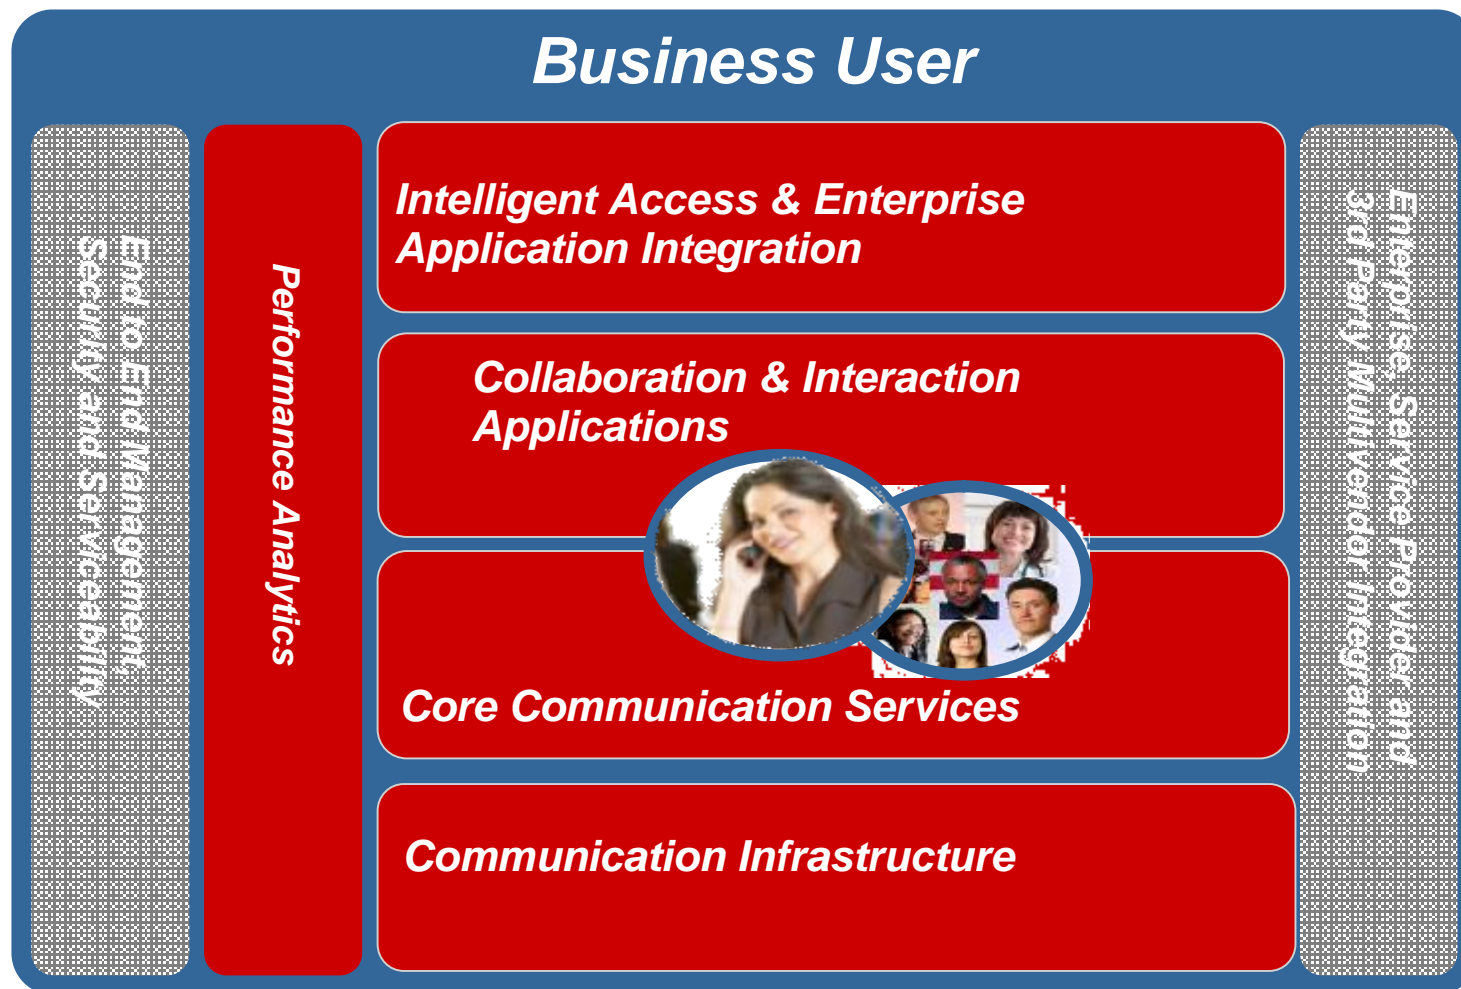 Business User
End to End Management,
Security and Serviceability
Performance Analytics
Intelligent Access & Enterprise
Application Integration
Collaboration & Interaction
Applications
Core Communication Services
Communication Infrastructure
Enterprise, Service Provider and
3rd Party Multivendor Integration